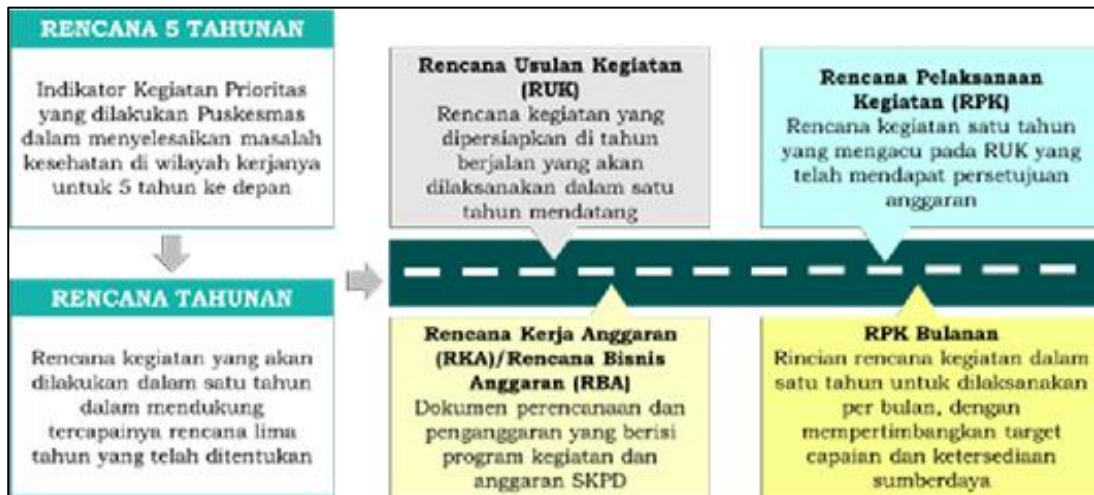 RENCANA 5 TAHUNAN
Indikator Kegiatan Prioritas
yang dilakukan Puskesmas
dalam menyelesaikan masalah
kesehatan di wilayah kerjanya
untuk 5 tahun ke depan
RENCANA TAHUNAN
Rencana kegiatan yang akan
dilakukan dalam satu tahun
dalam mendukung
tercapainya rencana lima
tahun yang telah ditentukan
Rencana Usulan Kegiatan
(RUK)
Rencana kegiatan yang
dipersiapkan di tahun
berjalan yang akan
dilaksanakan dalam satu
tahun mendatang
Rencana Kerja Anggaran
(RKA)/Rencana Bisnis
Anggaran (RBA)
Dokumen perencanaan dan
penganggaran yang berisi
program kegiatan dan
anggaran SKPD
Rencana Pelaksanaan
Kegiatan (RPK)
Rencana kegiatan satu tahun
yang mengacu pada RUK yang
telah mendapat persetujuan
anggaran
RPK Bulanan
Rincian rencana kegiatan dalam
satu tahun untuk dilaksanakan
per bulan, dengan
mempertimbangkan target
capaian dan ketersediaan
sumberdaya